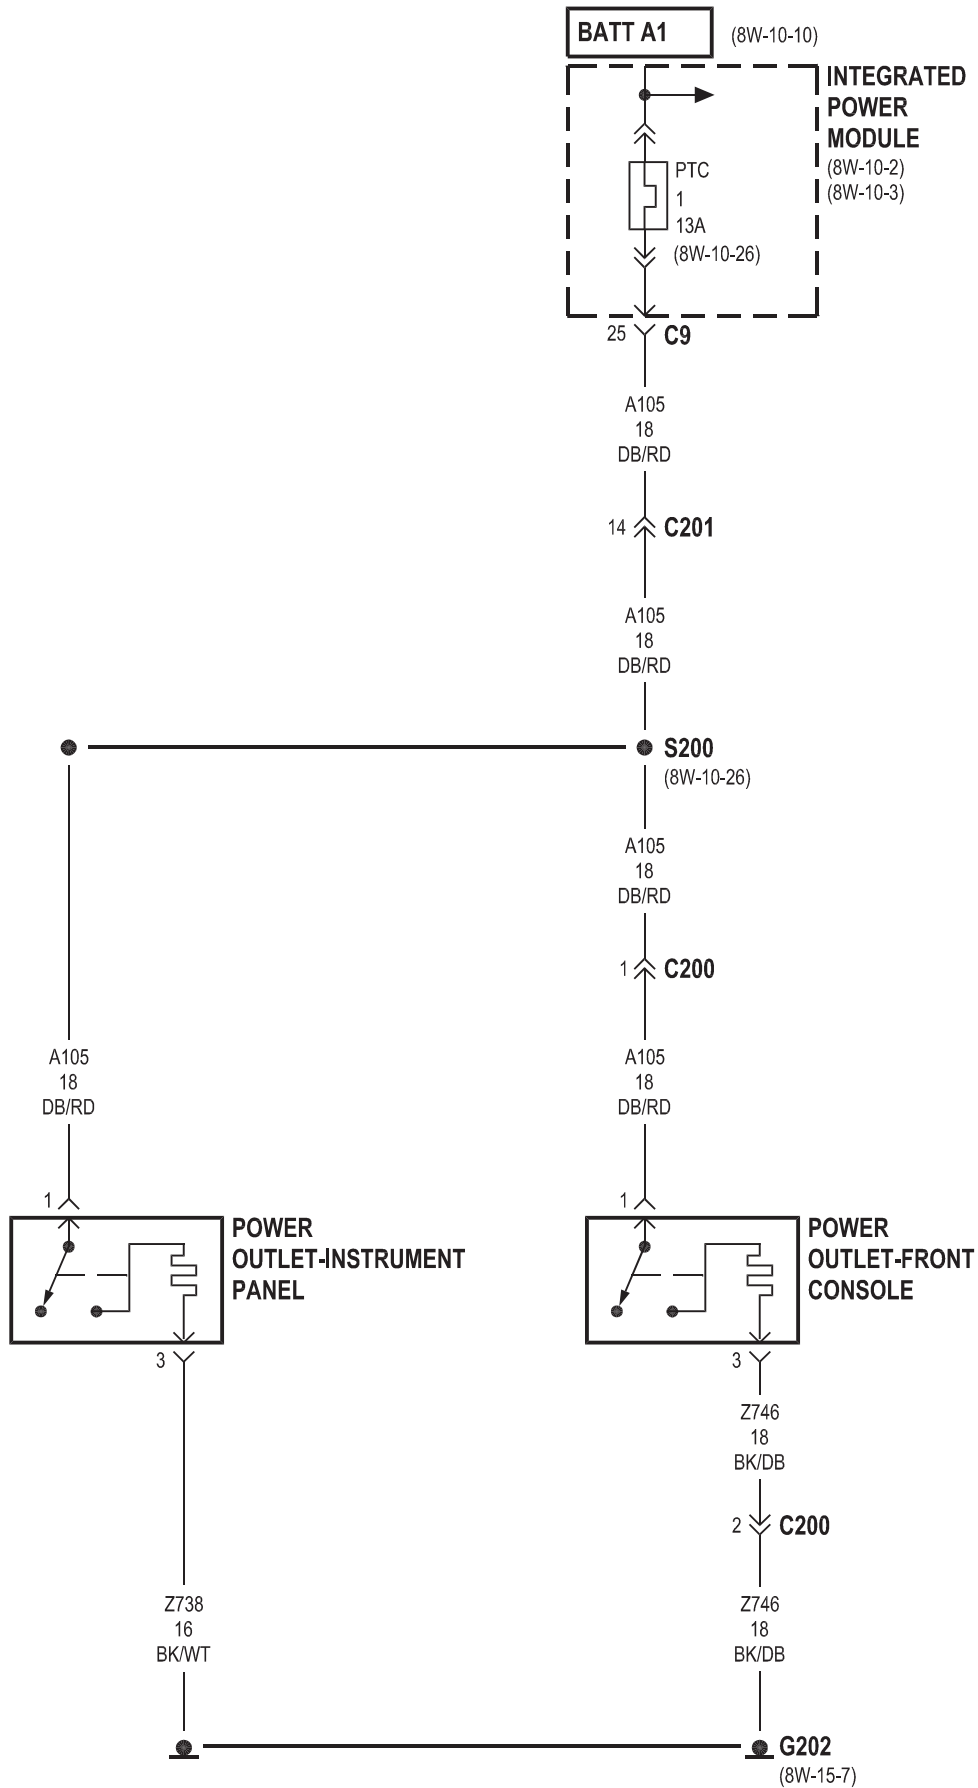 BATT A1
(8W-10-10)
INTEGRATED
POWER
MODULE
(8W-10-2)
(8W-10-3)
PTC
1
13A
(8W-10-26)
25
C9
A105
18
DB/RD
14
C201
A105
18
DB/RD
S200
(8W-10-26)
A105
18
DB/RD
1
C200
A105
18
DB/RD
A105
18
DB/RD
1
POWER
OUTLET-INSTRUMENT
PANEL
1
POWER
OUTLET-FRONT
CONSOLE
3
3
Z746
18
BK/DB
2
C200
Z738
16
BK/WT
Z746
18
BK/DB
G202
(8W-15-7)